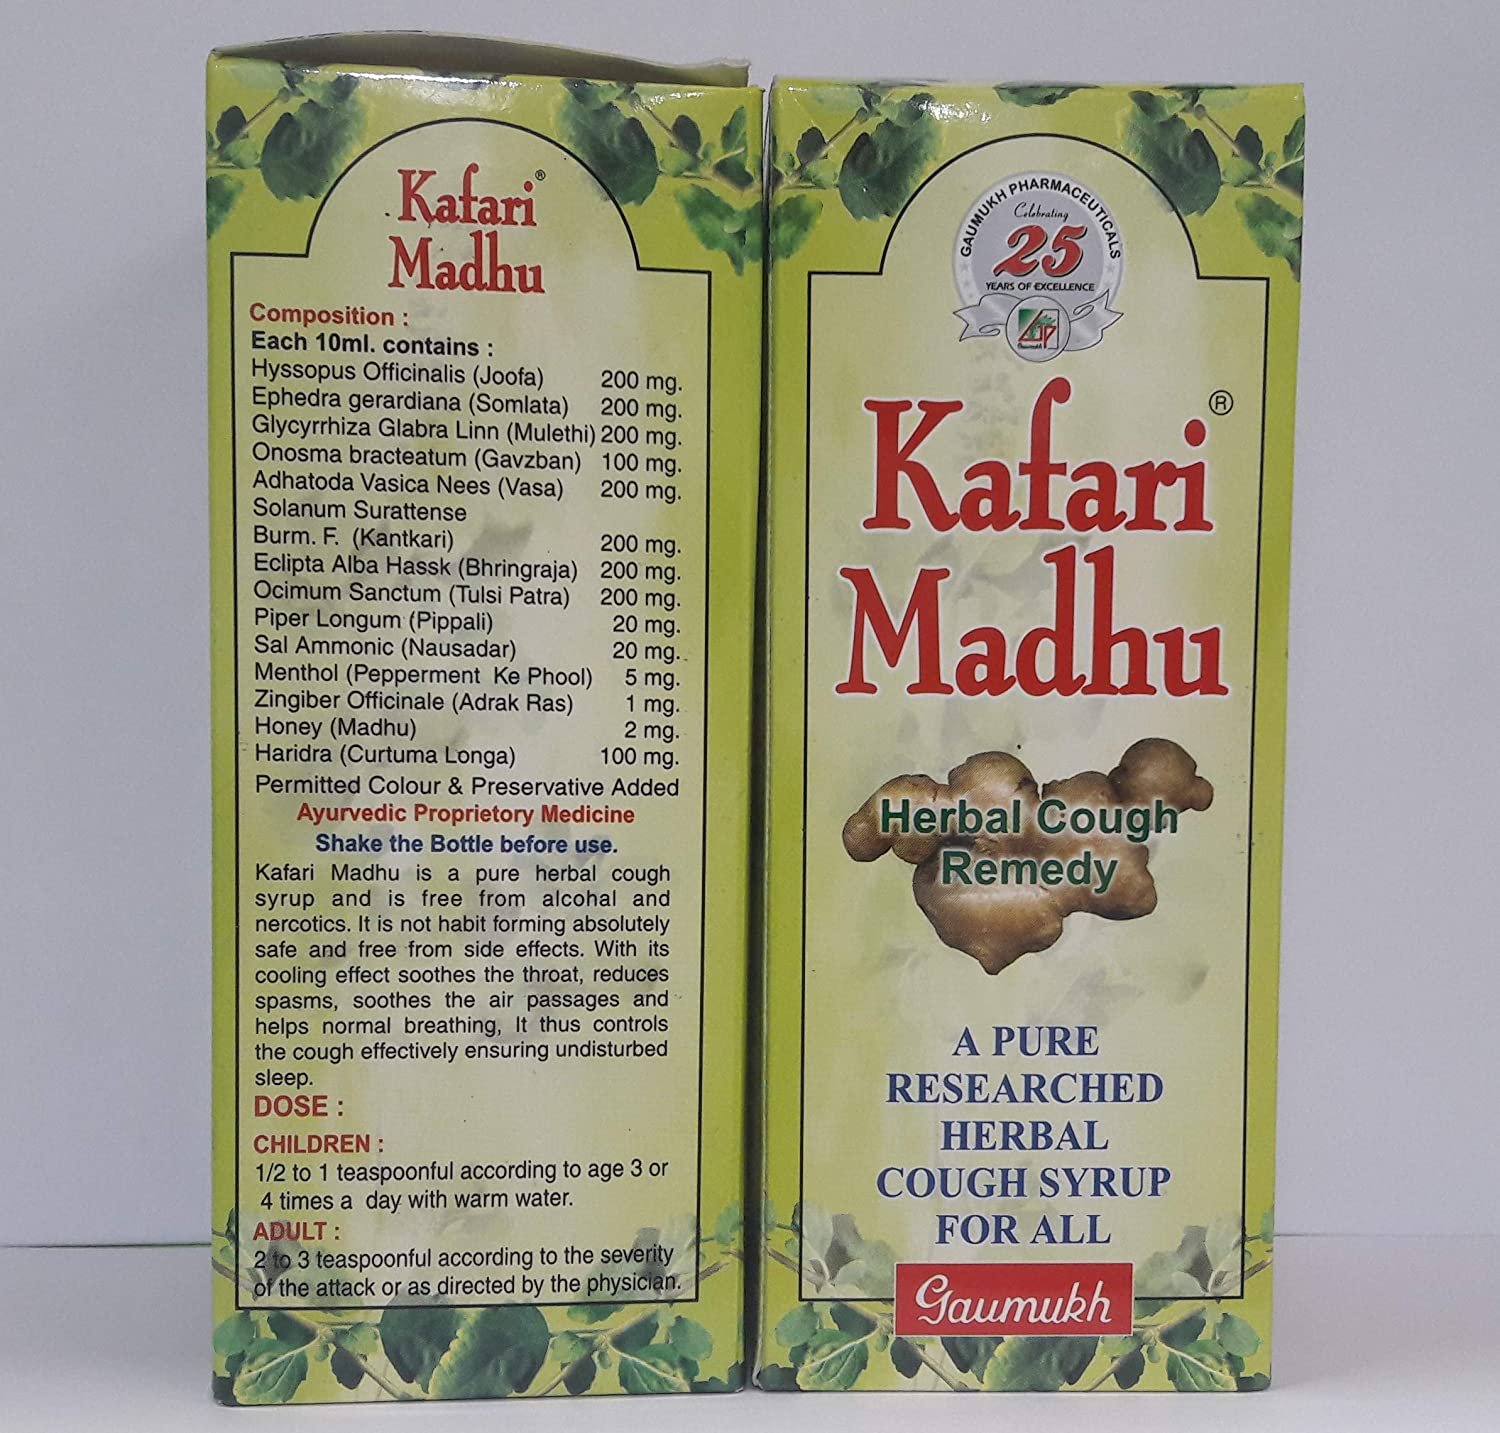 Kafari®
Madhu
Composition :
Each 10ml. contains :
Hyssopus Officinalis (Joofa) 200 mg.
Ephedra gerardiana (Somlata) 200 mg.
Glycyrrhiza Glabra Linn (Mulethi) 200 mg.
Onosma bracteatum (Gavzban) 100 mg.
Adhatoda Vasica Nees (Vasa) 200 mg.
Solanum Surattense
Burm. F. (Kantkari) 200 mg.
Eclipta Alba Hassk (Bhringraja) 200 mg.
Ocimum Sanctum (Tulsi Patra) 200 mg.
Piper Longum (Pippali) 20 mg.
Sal Ammonic (Nausadar) 20 mg.
Menthol (Pepperment Ke Phool) 5 mg.
Zingiber Officinale (Adrak Ras) 1 mg.
Honey (Madhu) 2 mg.
Haridra (Curtuma Longa) 100 mg.
Permitted Colour & Preservative Added
Ayurvedic Proprietory Medicine
Shake the Bottle before use.
Kafari Madhu is a pure herbal cough
syrup and is free from alcohal and
nercotics. It is not habit forming absolutely
safe and free from side effects. With its
cooling effect soothes the throat, reduces
spasms, soothes the air passages and
helps normal breathing, It thus controls
the cough effectively ensuring undisturbed
sleep.
DOSE :
CHILDREN :
1/2 to 1 teaspoonful according to age 3 or
4 times a day with warm water.
ADULT :
2 to 3 teaspoonful according to the severity
of the attack or as directed by the physician.
GAUMUKH PHARMACEUTICALS
Celebrating
25
YEARS OF EXCELLENCE
Gaumukh
Kafari®
Madhu
Herbal Cough
Remedy
A PURE
RESEARCHED
HERBAL
COUGH SYRUP
FOR ALL
Gaumukh